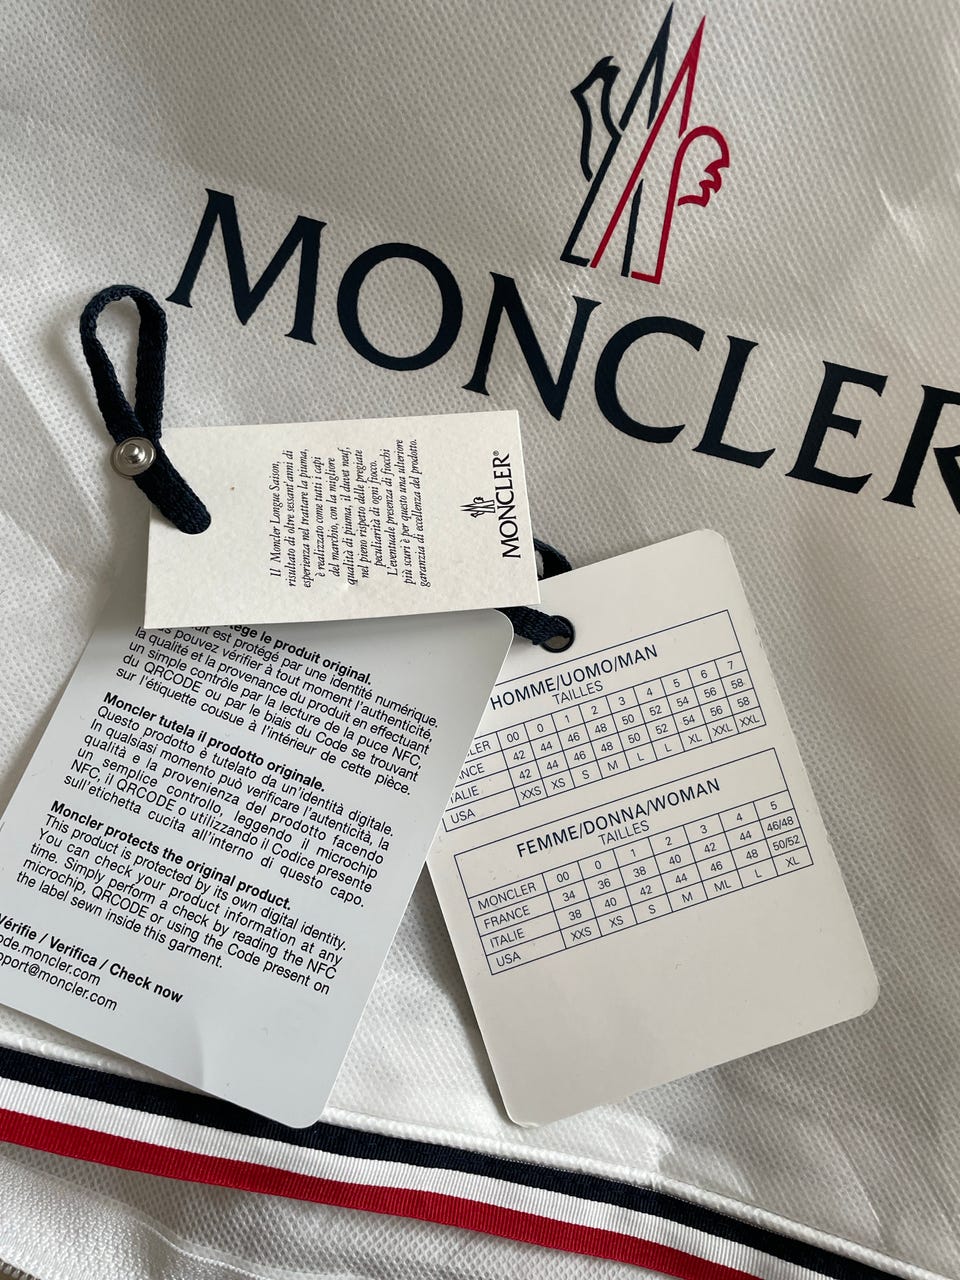 MONCLER
Il Moncler Longue Saison,
risultato di oltre sessant'anni di
esperienza nel trattare la piuma,
è realizzato come tutti i capi
del marchio, con la migliore
qualità di piuma, il duvet neuf,
nel pieno rispetto delle pregiate
peculiarità di ogni fiocco.
L'eventuale presenza di fiocchi
più scuri è per questo una ulteriore
garanzia di eccellenza del prodotto.
MONCLER®
le produit original.
est protégé par une identité numérique.
pouvez vérifier à tout moment l'authenticité,
la qualité et la provenance du produit en effectuant
un simple contrôle par la lecture de la puce NFC,
du QRCODE ou par le biais du Code se trouvant
sur l'étiquette cousue à l'intérieur de cette pièce.
Moncler tutela il prodotto originale.
Questo prodotto è tutelato da un'identità digitale.
In qualsiasi momento può verificare l'autenticità, la
qualità e la provenienza del prodotto facendo
un semplice controllo, leggendo il microchip
NFC, il QRCODE o utilizzando il Codice presente
sull'etichetta cucita all'interno di questo capo.
Moncler protects the original product.
This product is protected by its own digital identity.
You can check your product information at any
time. Simply perform a check by reading the NFC
microchip, QRCODE or using the Code present on
the label sewn inside this garment.
Vérifie / Verifica / Check now
ode.moncler.com
pport@moncler.com
HOMME/UOMO/MAN
TAILLES
LER 00 0 1 2 3 4 5 6 7
ANCE 42 44 46 48 50 52 54 56 58
TALIE 42 44 46 48 50 52 54 56 58
USA XXS XS S M L L XL XXL XXL
FEMME/DONNA/WOMAN
TAILLES
MONCLER 00 0 1 2 3 4 5
FRANCE 34 36 38 40 42 44 46/48
ITALIE 38 40 42 44 46 48 50/52
USA XXS XS S M ML L XL